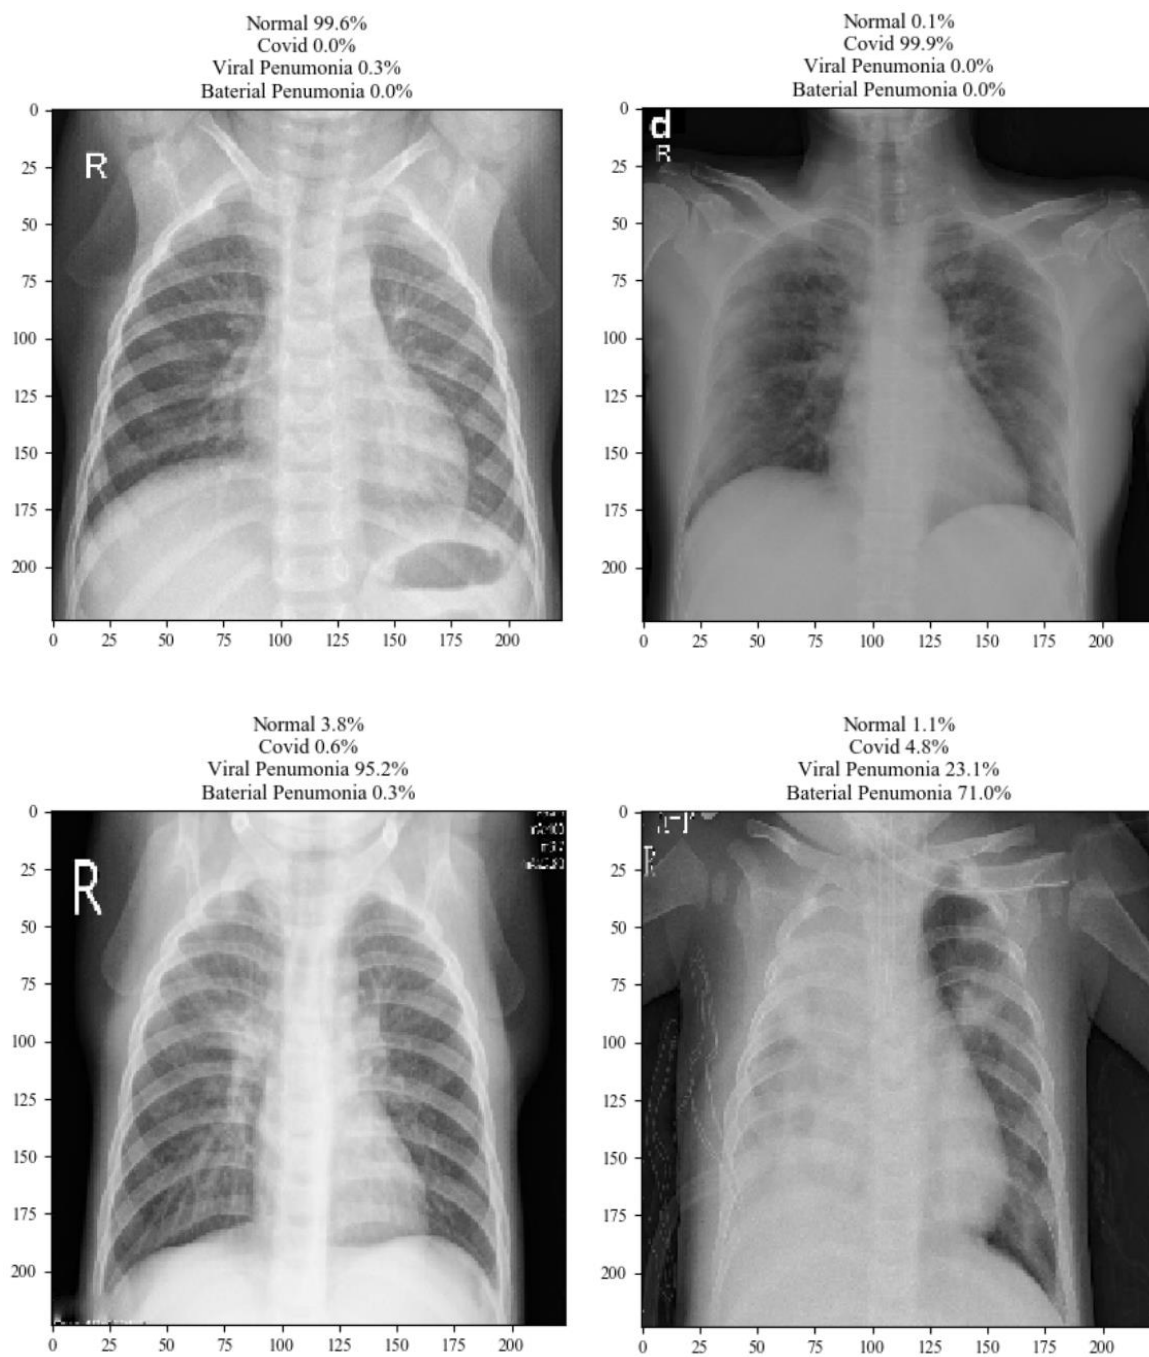 Normal 99.6%
Covid 0.0%
Viral Penumonia 0.3%
Baterial Penumonia 0.0%
0
25
50
75
100
125
150
175
200
0 25 50 75 100 125 150 175 200
R
Normal 0.1%
Covid 99.9%
Viral Penumonia 0.0%
Baterial Penumonia 0.0%
0
25
50
75
100
125
150
175
200
0 25 50 75 100 125 150 175 200
d
R
Normal 3.8%
Covid 0.6%
Viral Penumonia 95.2%
Baterial Penumonia 0.3%
0
25
50
75
100
125
150
175
200
0 25 50 75 100 125 150 175 200
R
Normal 1.1%
Covid 4.8%
Viral Penumonia 23.1%
Baterial Penumonia 71.0%
0
25
50
75
100
125
150
175
200
0 25 50 75 100 125 150 175 200
R